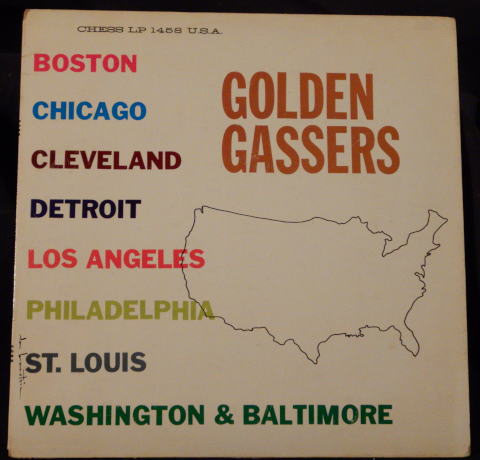 CHESS LP 1458 U.S.A.
GOLDEN
GASSERS
BOSTON
CHICAGO
CLEVELAND
DETROIT
LOS ANGELES
PHILADELPHIA
ST. LOUIS
WASHINGTON & BALTIMORE